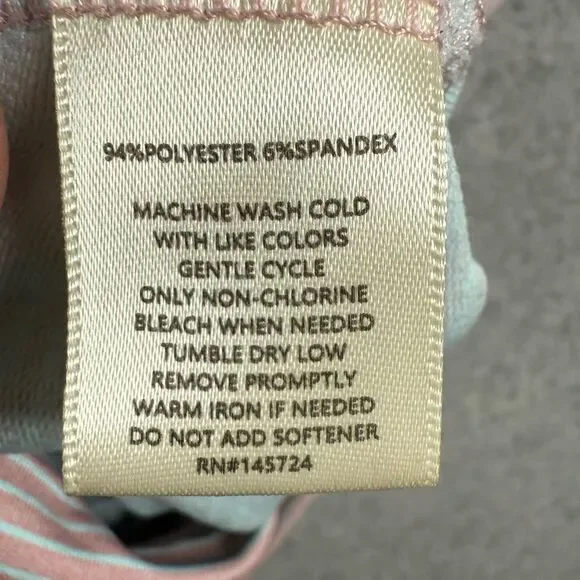 94%POLYESTER 6%SPANDEX
MACHINE WASH COLD
WITH LIKE COLORS
GENTLE CYCLE
ONLY NON-CHLORINE
BLEACH WHEN NEEDED
TUMBLE DRY LOW
REMOVE PROMPTLY
WARM IRON IF NEEDED
DO NOT ADD SOFTENER
RN#145724